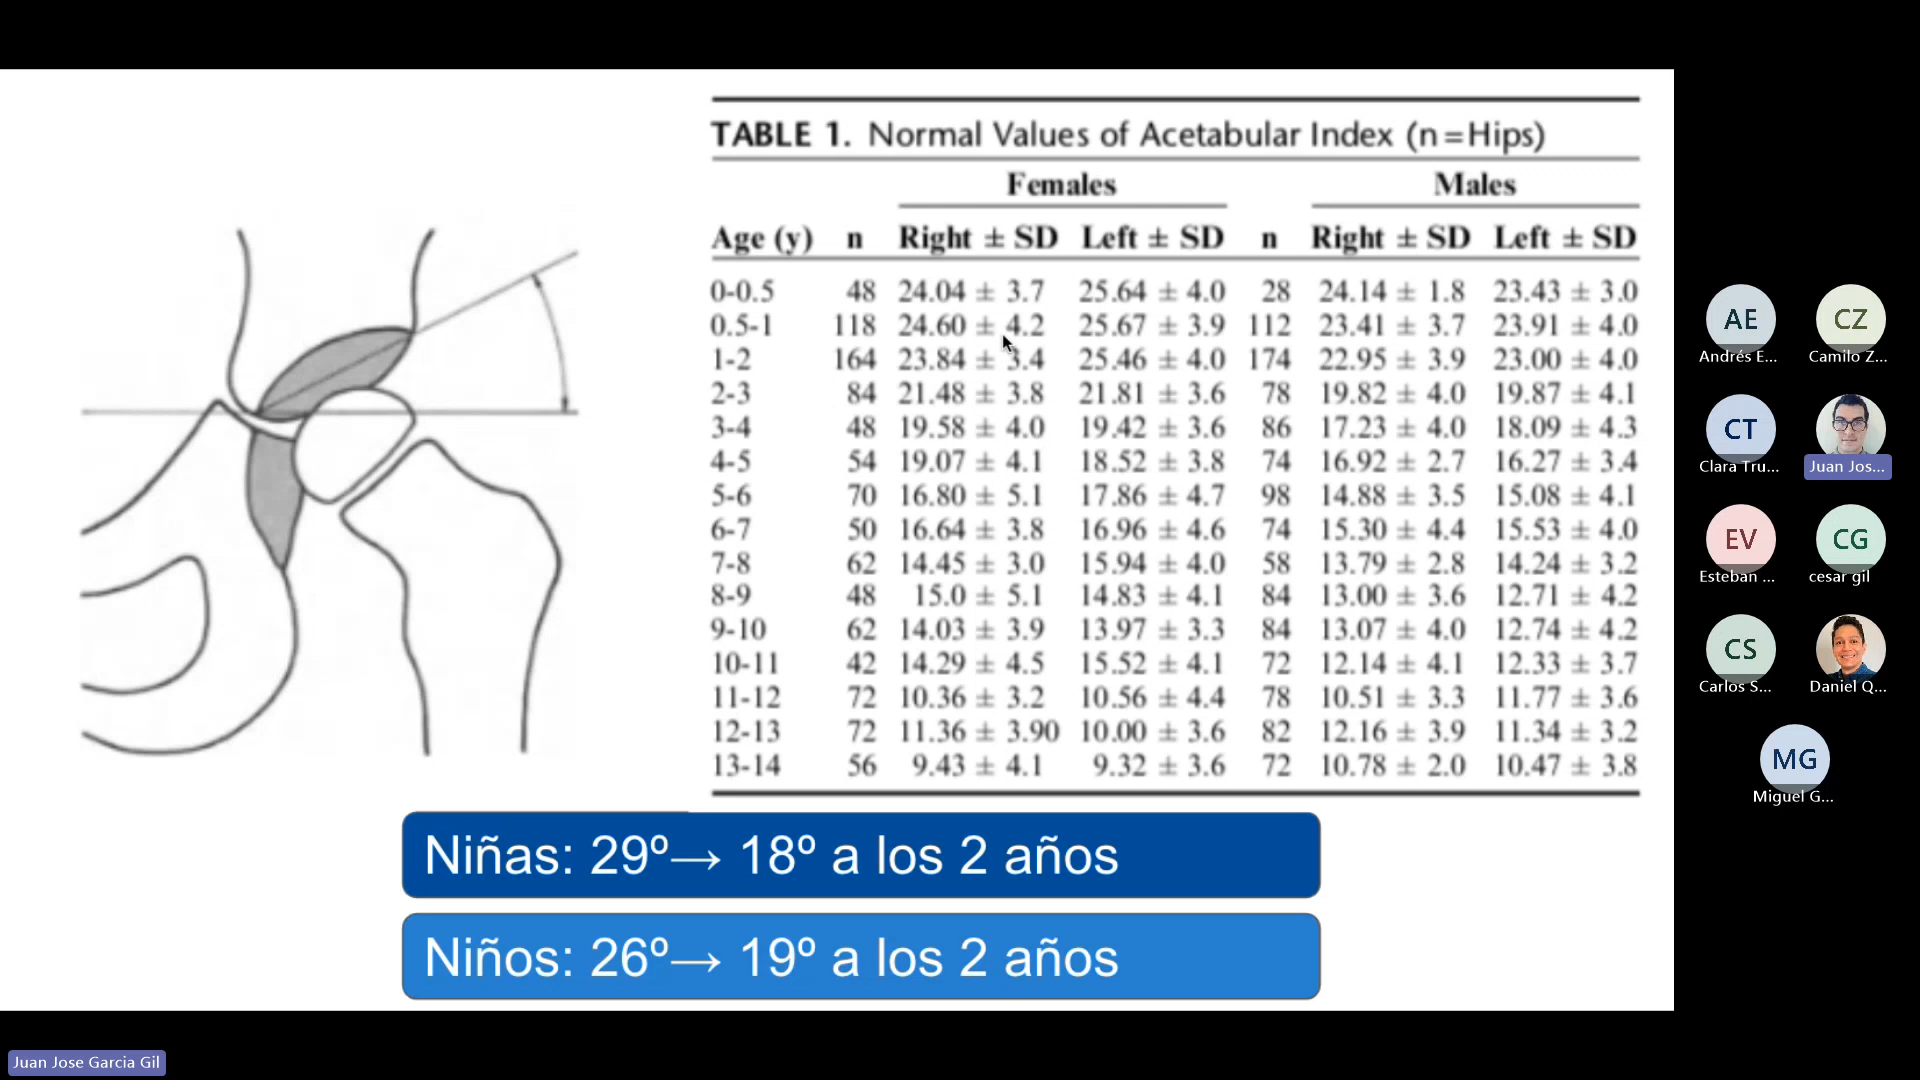 TABLE 1. Normal Values of Acetabular Index (n=Hips)
Females Males
Age (y) n Right ± SD Left ± SD n Right ± SD Left ± SD
0-0.5 48 24.04 ± 3.7 25.64 ± 4.0 28 24.14 ± 1.8 23.43 ± 3.0
0.5-1 118 24.60 ± 4.2 25.67 ± 3.9 112 23.41 ± 3.7 23.91 ± 4.0
1-2 164 23.84 ± 3.4 25.46 ± 4.0 174 22.95 ± 3.9 23.00 ± 4.0
2-3 84 21.48 ± 3.8 21.81 ± 3.6 78 19.82 ± 4.0 19.87 ± 4.1
3-4 48 19.58 ± 4.0 19.42 ± 3.6 86 17.23 ± 4.0 18.09 ± 4.3
4-5 54 19.07 ± 4.1 18.52 ± 3.8 74 16.92 ± 2.7 16.27 ± 3.4
5-6 70 16.80 ± 5.1 17.86 ± 4.7 98 14.88 ± 3.5 15.08 ± 4.1
6-7 50 16.64 ± 3.8 16.96 ± 4.6 74 15.30 ± 4.4 15.53 ± 4.0
7-8 62 14.45 ± 3.0 15.94 ± 4.0 58 13.79 ± 2.8 14.24 ± 3.2
8-9 48 15.0 ± 5.1 14.83 ± 4.1 84 13.00 ± 3.6 12.71 ± 4.2
9-10 62 14.03 ± 3.9 13.97 ± 3.3 84 13.07 ± 4.0 12.74 ± 4.2
10-11 42 14.29 ± 4.5 15.52 ± 4.1 72 12.14 ± 4.1 12.33 ± 3.7
11-12 72 10.36 ± 3.2 10.56 ± 4.4 78 10.51 ± 3.3 11.77 ± 3.6
12-13 72 11.36 ± 3.90 10.00 ± 3.6 82 12.16 ± 3.9 11.34 ± 3.2
13-14 56 9.43 ± 4.1 9.32 ± 3.6 72 10.78 ± 2.0 10.47 ± 3.8
Niñas: 29º→ 18º a los 2 años
Niños: 26º→ 19º a los 2 años
AE CZ
Andrés E... Camilo Z...
CT
Clara Tru... Juan Jos...
EV CG
Esteban ... cesar gil
CS
Carlos S... Daniel Q...
MG
Miguel G...
Juan Jose Garcia Gil